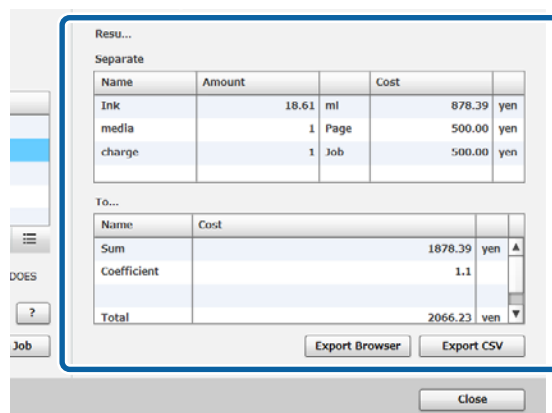 Resu...
Separate
Name Amount Cost
Ink 18.61 ml 878.39 yen
media 1 Page 500.00 yen
charge 1 Job 500.00 yen
To...
Name Cost
Sum 1878.39 yen
Coefficient 1.1
Total 2066.23 yen
DOES
?
Job
Export Browser Export CSV
Close